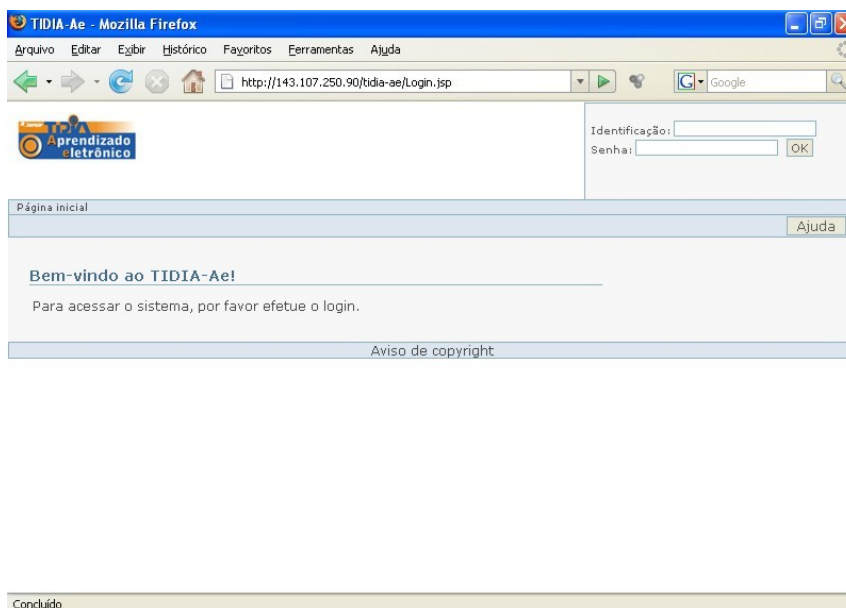 TIDIA-Ae - Mozilla Firefox
Arquivo Editar Exibir Histórico Favoritos Ferramentas Ajuda
http://143.107.250.90/tidia-ae/Login.jsp
G Google
TIDIA
Aprendizado
eletrônico
Identificação:
Senha: OK
Página inicial
Ajuda
Bem-vindo ao TIDIA-Ae!
Para acessar o sistema, por favor efetue o login.
Aviso de copyright
Concluído